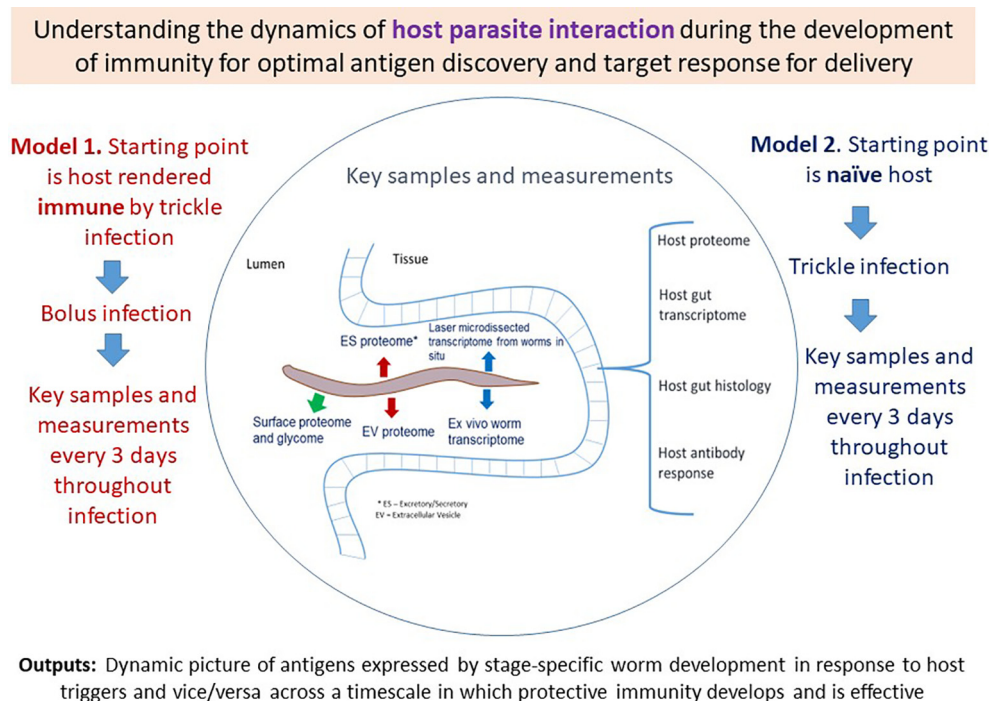 Understanding the dynamics of host parasite interaction during the development
of immunity for optimal antigen discovery and target response for delivery
Model 1. Starting point
is host rendered
immune by trickle
infection
Bolus infection
Key samples and
measurements
every 3 days
throughout
infection
Key samples and measurements
Lumen
Tissue
ES proteome*
Laser microdissected
transcriptome from worms in
situ
Surface proteome
and glycome
EV proteome
Ex vivo worm
transcriptome
* ES – Excretory/Secretory
EV = Extracellular Vesicle
Host proteome
Host gut
transcriptome
Host gut histology
Host antibody
response
Model 2. Starting point
is naïve host
Trickle infection
Key samples and
measurements
every 3 days
throughout
infection
Outputs: Dynamic picture of antigens expressed by stage-specific worm development in response to host
triggers and vice/versa across a timescale in which protective immunity develops and is effective